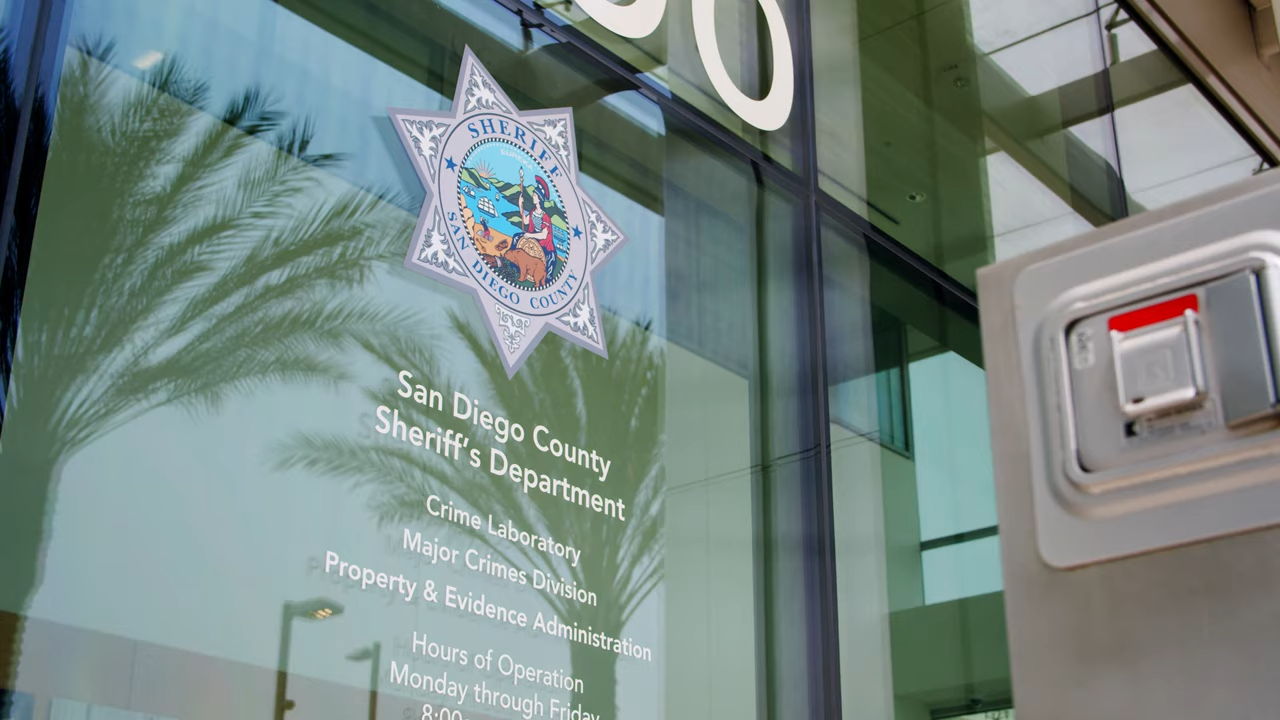 SHERIFF
EUREKA
SAN DIEGO COUNTY
San Diego County
Sheriff's Department
Crime Laboratory
Major Crimes Division
Property & Evidence Administration
Hours of Operation
Monday through Friday